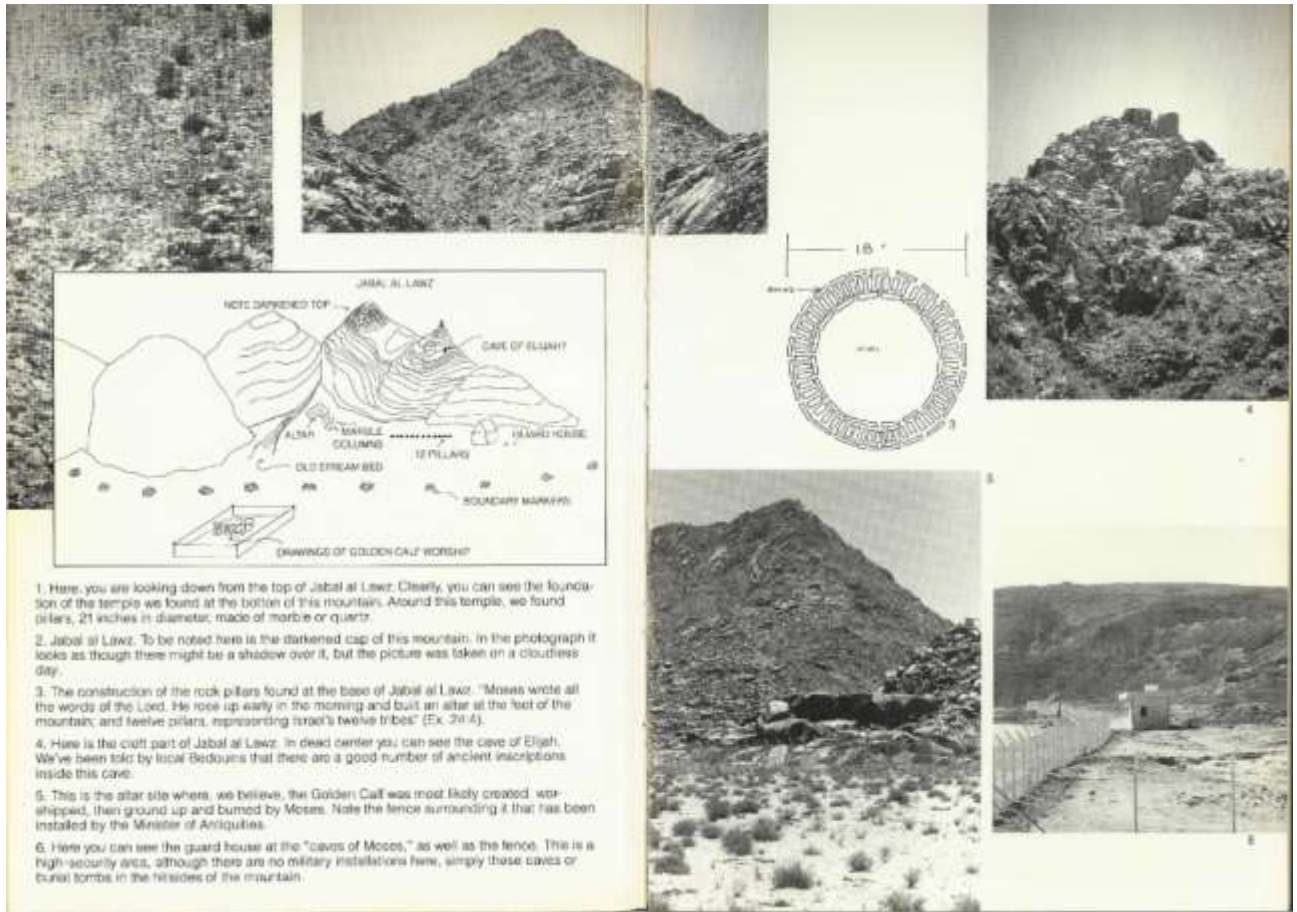 JABAL AL LAWZ
NOTE DARKENED TOP
CAVE OF ELIJAH?
ALTAR
MARBLE
COLUMNS
12 PILLARS
OLD STREAM BED
BOUNDARY MARKERS
DRAWINGS OF GOLDEN CALF WORSHIP
1. Here, you are looking down from the top of Jabal al Lawz. Clearly, you can see the founda-
tion of the temple we found at the bottom of this mountain. Around this temple, we found
pillars, 21 inches in diameter, made of marble or quartz.
2. Jabal al Lawz. To be noted here is the darkened cap of this mountain. In the photograph it
looks as though there might be a shadow over it, but the picture was taken on a cloudless
day.
3. The construction of the rock pillars found at the base of Jabal al Lawz. "Moses wrote all
the words of the Lord. He rose up early in the morning and built an altar at the foot of the
mountain; and twelve pillars, representing Israel's twelve tribes" (Ex. 24:4).
4. Here is the cleft part of Jabal al Lawz. In dead center you can see the cave of Elijah.
We've been told by local Bedouins that there are a good number of ancient inscriptions
inside this cave.
5. This is the altar site where, we believe, the Golden Calf was most likely created, wor-
shipped, then ground up and burned by Moses. Note the fence surrounding it that has been
installed by the Minister of Antiquities.
6. Here you can see the guard house at the "caves of Moses," as well as the fence. This is a
high-security area, although there are no military installations here, simply these caves or
burial tombs in the hillsides of the mountain.
18 '
3
4
5
6